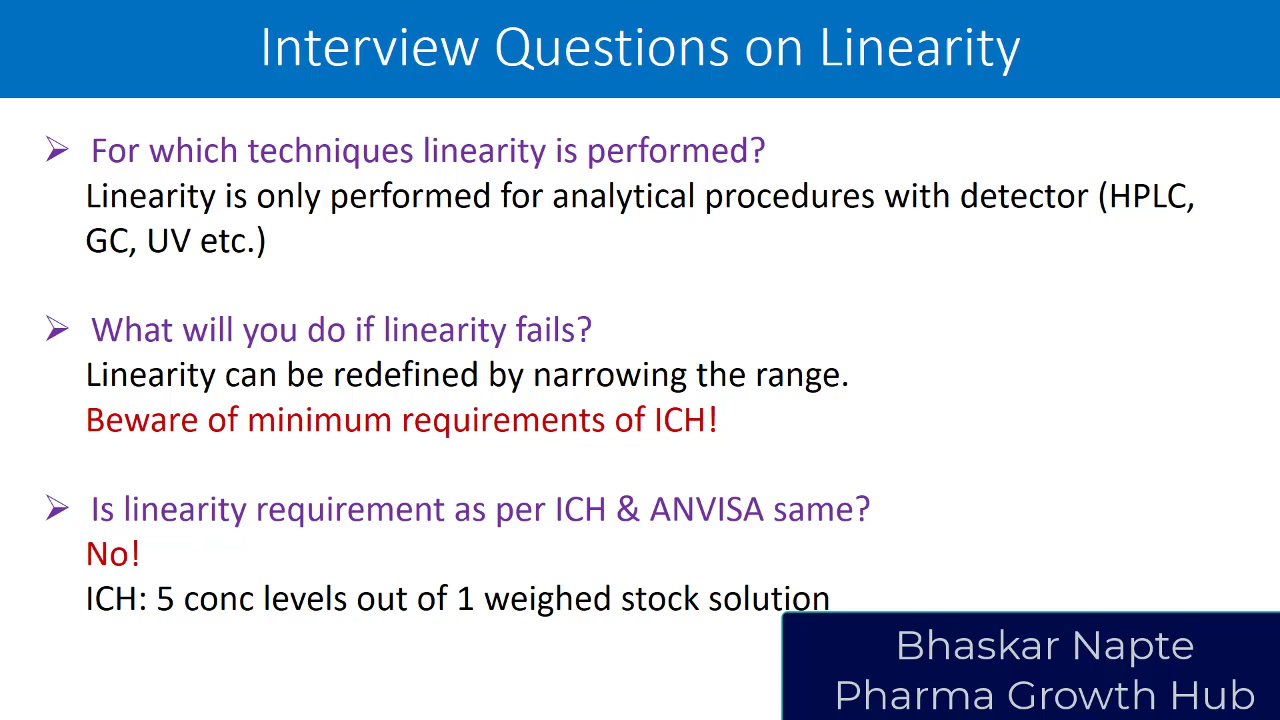 Interview Questions on Linearity
➢ For which techniques linearity is performed?
Linearity is only performed for analytical procedures with detector (HPLC,
GC, UV etc.)
➢ What will you do if linearity fails?
Linearity can be redefined by narrowing the range.
Beware of minimum requirements of ICH!
➢ Is linearity requirement as per ICH & ANVISA same?
No!
ICH: 5 conc levels out of 1 weighed stock solution
Bhaskar Napte
Pharma Growth Hub